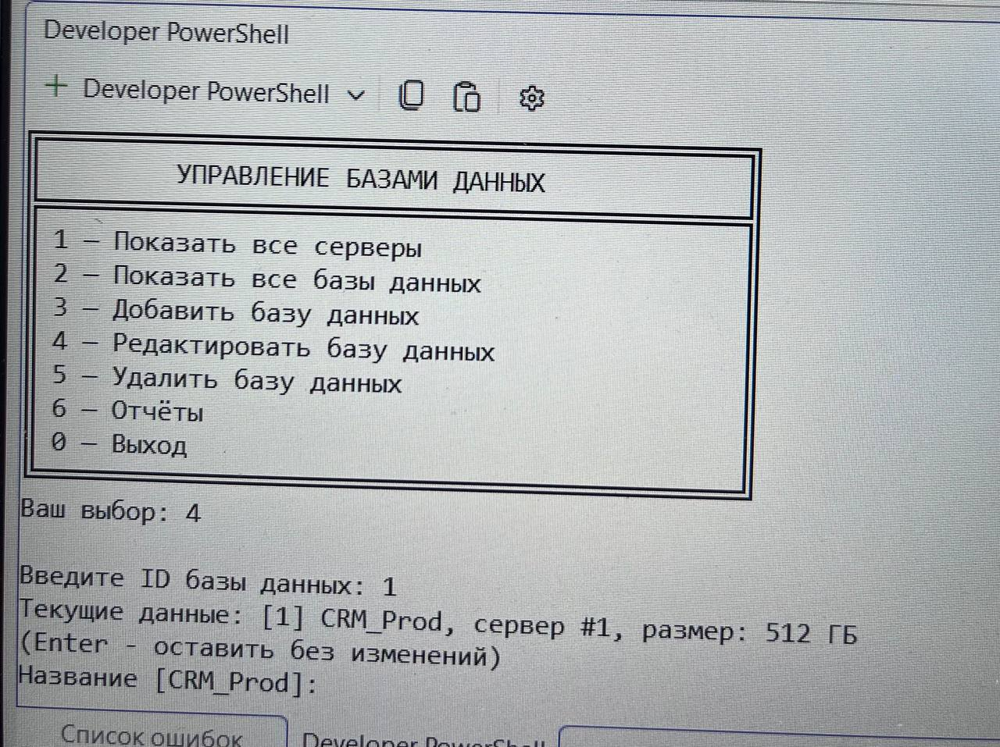 Developer PowerShell
+ Developer PowerShell
УПРАВЛЕНИЕ БАЗАМИ ДАННЫХ
1 — Показать все серверы
2 — Показать все базы данных
3 — Добавить базу данных
4 — Редактировать базу данных
5 — Удалить базу данных
6 — Отчёты
0 — Выход
Ваш выбор: 4
Введите ID базы данных: 1
Текущие данные: [1] CRM_Prod, сервер #1, размер: 512 ГБ
(Enter - оставить без изменений)
Название [CRM_Prod]:
Список ошибок
Developer PowerShell